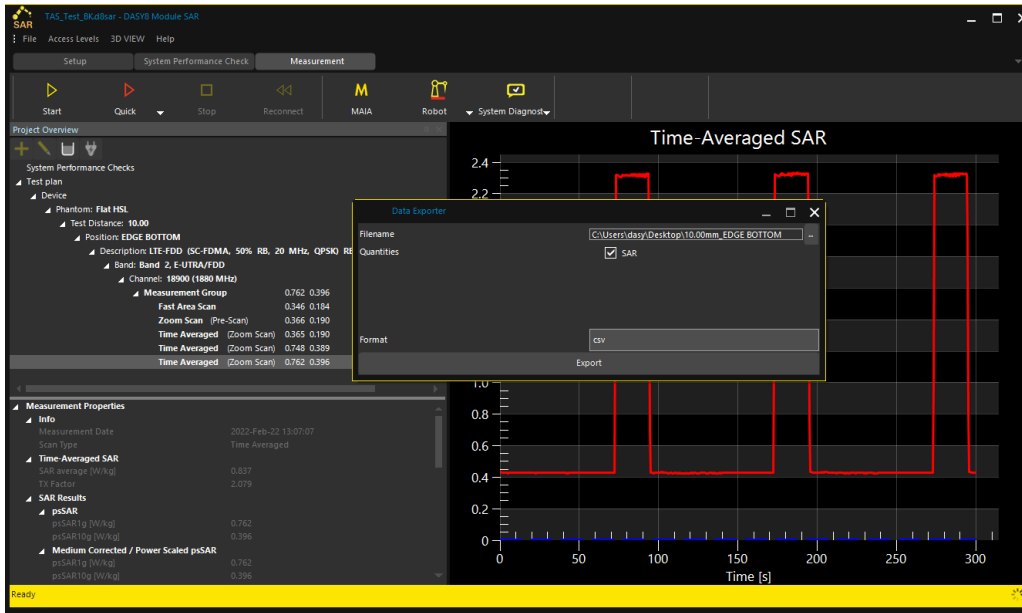 TAS_Test_BK.d8sar - DASY8 Module SAR
SAR
File Access Levels 3D VIEW Help
Setup System Performance Check Measurement
Start Quick Stop Reconnect MAIA Robot System Diagnost
Project Overview
System Performance Checks
Test plan
Device
Phantom: Flat HSL
Test Distance: 10.00
Position: EDGE BOTTOM
Description: LTE-FDD (SC-FDMA, 50% RB, 20 MHz, QPSK) RE
Band: Band 2, E-UTRA/FDD
Channel: 18900 (1880 MHz)
Measurement Group 0.762 0.396
Fast Area Scan 0.346 0.184
Zoom Scan (Pre-Scan) 0.366 0.190
Time Averaged (Zoom Scan) 0.365 0.190
Time Averaged (Zoom Scan) 0.748 0.389
Time Averaged (Zoom Scan) 0.762 0.396
Measurement Properties
Info
Measurement Date 2022-Feb-22 13:07:07
Scan Type Time Averaged
Time-Averaged SAR
SAR average [W/kg] 0.837
TX Factor 2.079
SAR Results
psSAR
psSAR1g [W/kg] 0.762
psSAR10g [W/kg] 0.396
Medium Corrected / Power Scaled psSAR
psSAR1g [W/kg] 0.762
psSAR10g [W/kg] 0.396
Ready
Time-Averaged SAR
2.4
2.2
Data Exporter
Filename C:\Users\dasy\Desktop\10.00mm_EDGE BOTTOM ..
Quantities SAR
Format csv
Export
1.0
0.8
0.6
0.4
0.2
0
0 50 100 150 200 250 300
Time [s]